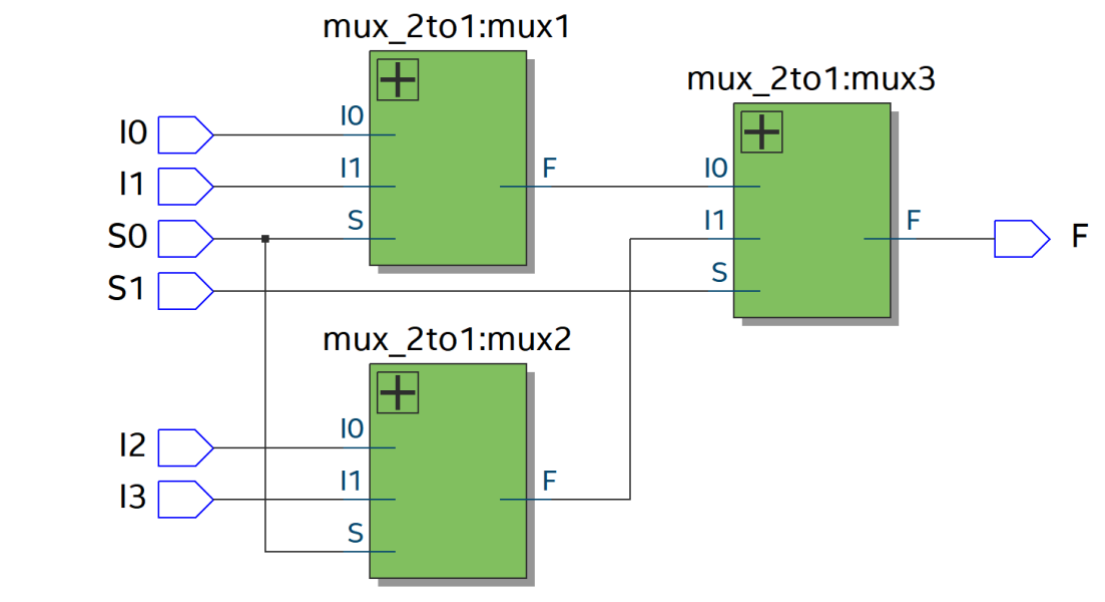 mux_2to1:mux1
I0
I0
I1
I1
F
S0
S
S1
mux_2to1:mux3
I0
I1
F
S
F
mux_2to1:mux2
I2
I0
I3
I1
F
S